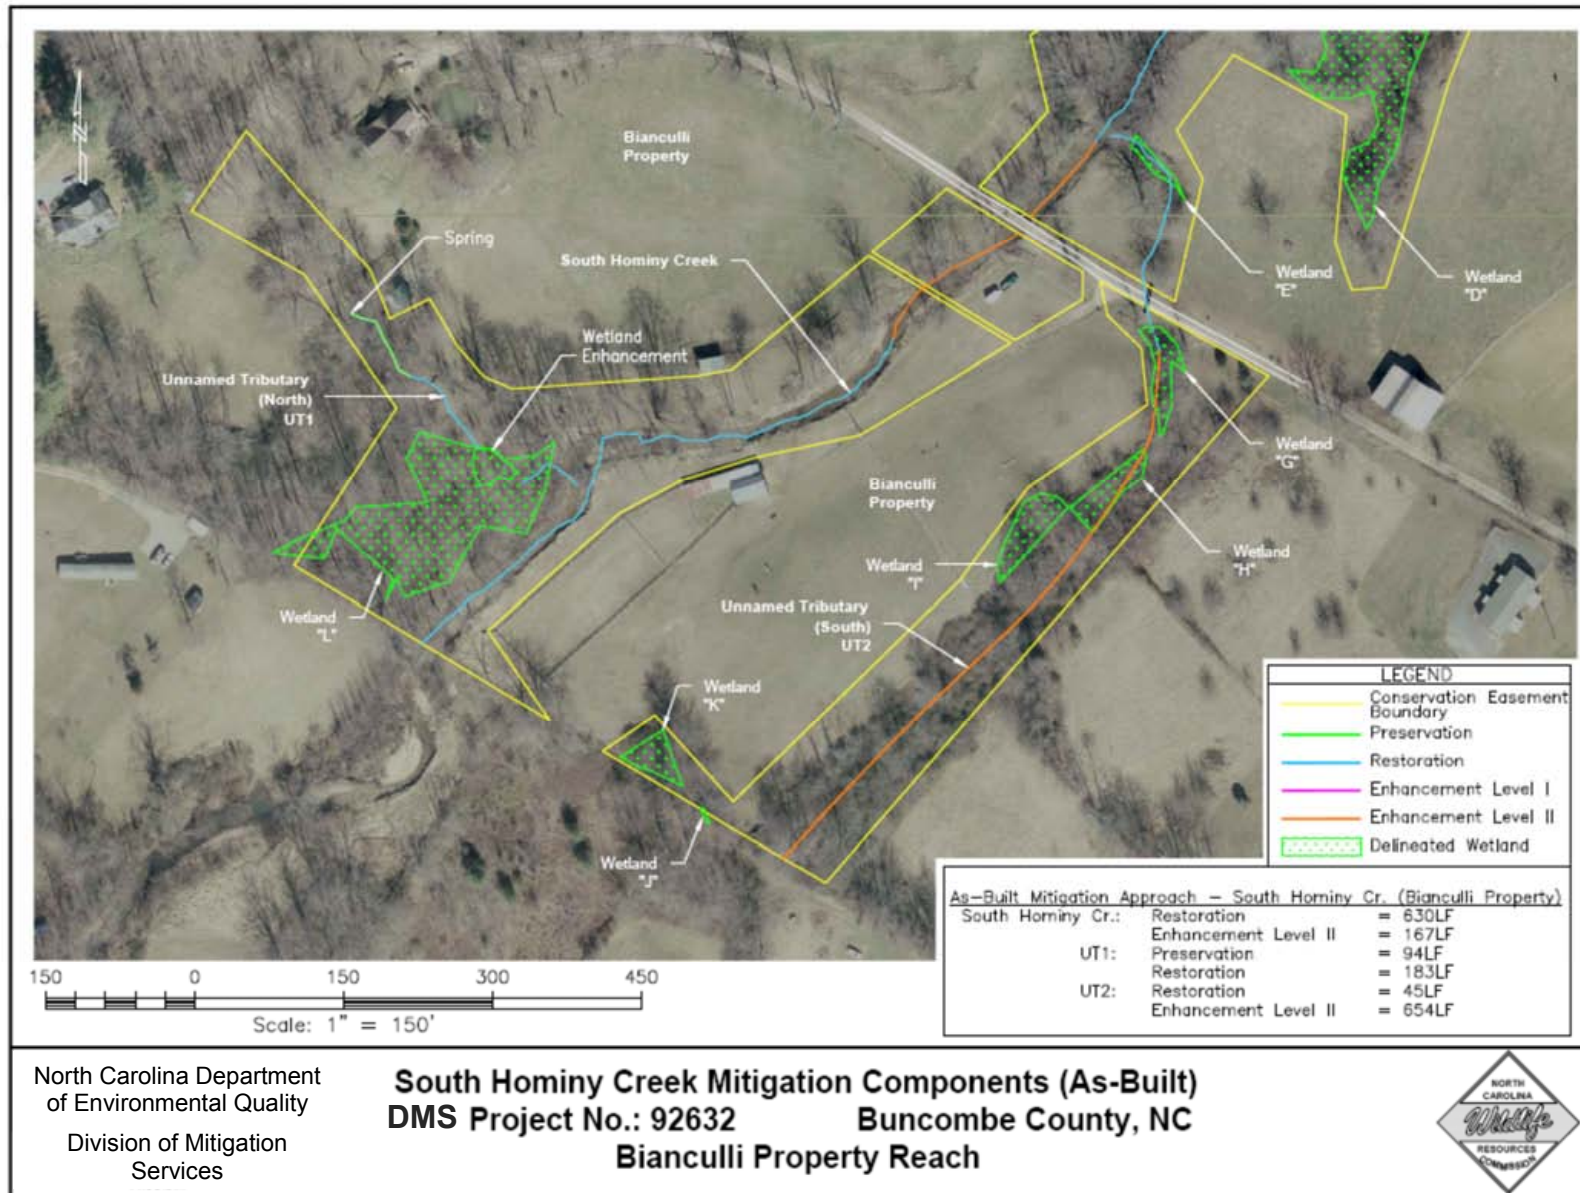 N
Bianculli
Property
Spring
South Hominy Creek
Wetland
Enhancement
Unnamed Tributary
(North)
UT1
Wetland
"E"
Wetland
"D"
Wetland
"G"
Bianculli
Property
Wetland
"H"
Wetland
"I"
Unnamed Tributary
(South)
UT2
Wetland
"L"
Wetland
"K"
Wetland
"J"
LEGEND
Conservation Easement
Boundary
Preservation
Restoration
Enhancement Level I
Enhancement Level II
Delineated Wetland
As-Built Mitigation Approach - South Hominy Cr. (Bianculli Property)
South Hominy Cr.: Restoration = 630LF
Enhancement Level II = 167LF
UT1: Preservation = 94LF
Restoration = 183LF
UT2: Restoration = 45LF
Enhancement Level II = 654LF
150 0 150 300 450
Scale: 1" = 150'
North Carolina Department
of Environmental Quality
Division of Mitigation
Services
South Hominy Creek Mitigation Components (As-Built)
DMS Project No.: 92632 Buncombe County, NC
Bianculli Property Reach
NORTH
CAROLINA
Wildlife
RESOURCES
COMMISSION